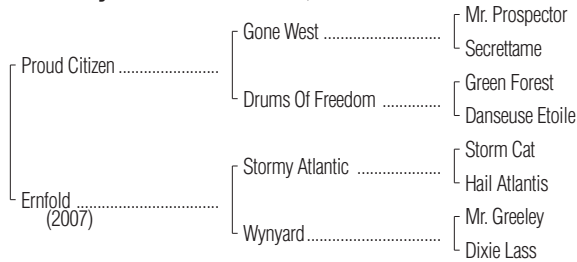 Mr. Prospector
Gone West ........................
Secrettame
Proud Citizen ....................
Green Forest
Drums Of Freedom .............
Danseuse Etoile
Storm Cat
Stormy Atlantic .................
Hail Atlantis
Ernfold ............................
(2007)
Mr. Greeley
Wynyard...........................
Dixie Lass